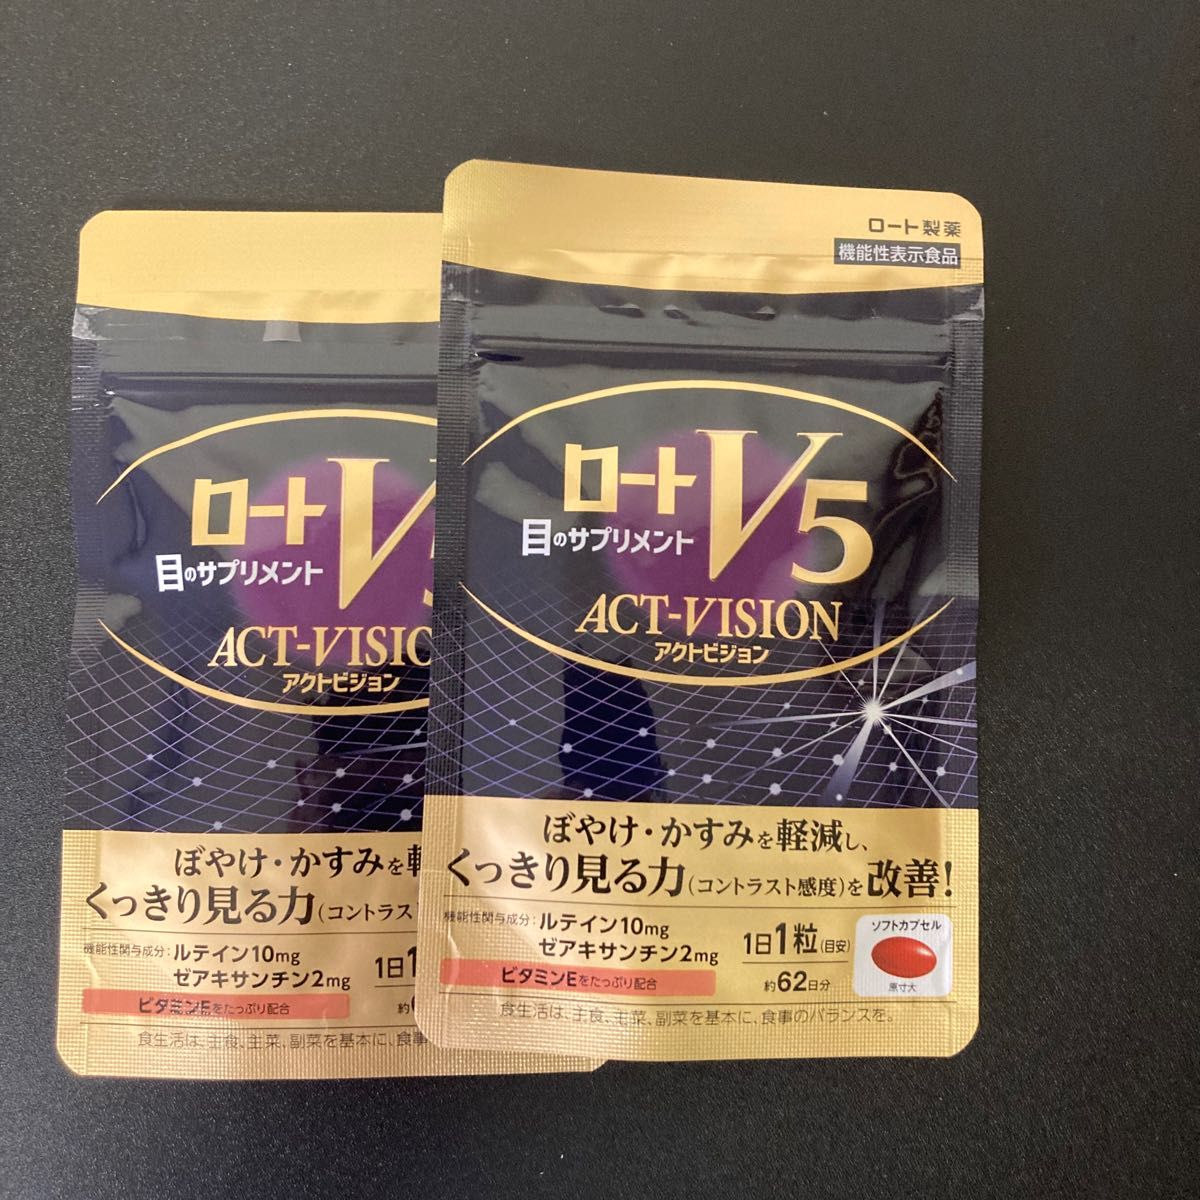 ロート製薬
機能性表示食品
ロートV5
目のサプリメント
ACT-VISION
アクトビジョン
ぼやけ・かすみを軽減し、
くっきり見る力(コントラスト感度)を改善!
機能性関与成分:ルテイン10mg
ゼアキサンチン2mg
ビタミンEをたっぷり配合
1日1粒(目安)
約62日分
ソフトカプセル
原寸大
食生活は、主食、主菜、副菜を基本に、食事のバランスを。
ロートV
目のサプリメント
ACT-VISIO
アクトビジョン
ぼやけ・かすみを
くっきり見る力(コントラスト
機能性関与成分:ルテイン10mg
ゼアキサンチン2mg
ビタミンEをたっぷり配合
1日1
約
食生活は、主食、主菜、副菜を基本に、食事